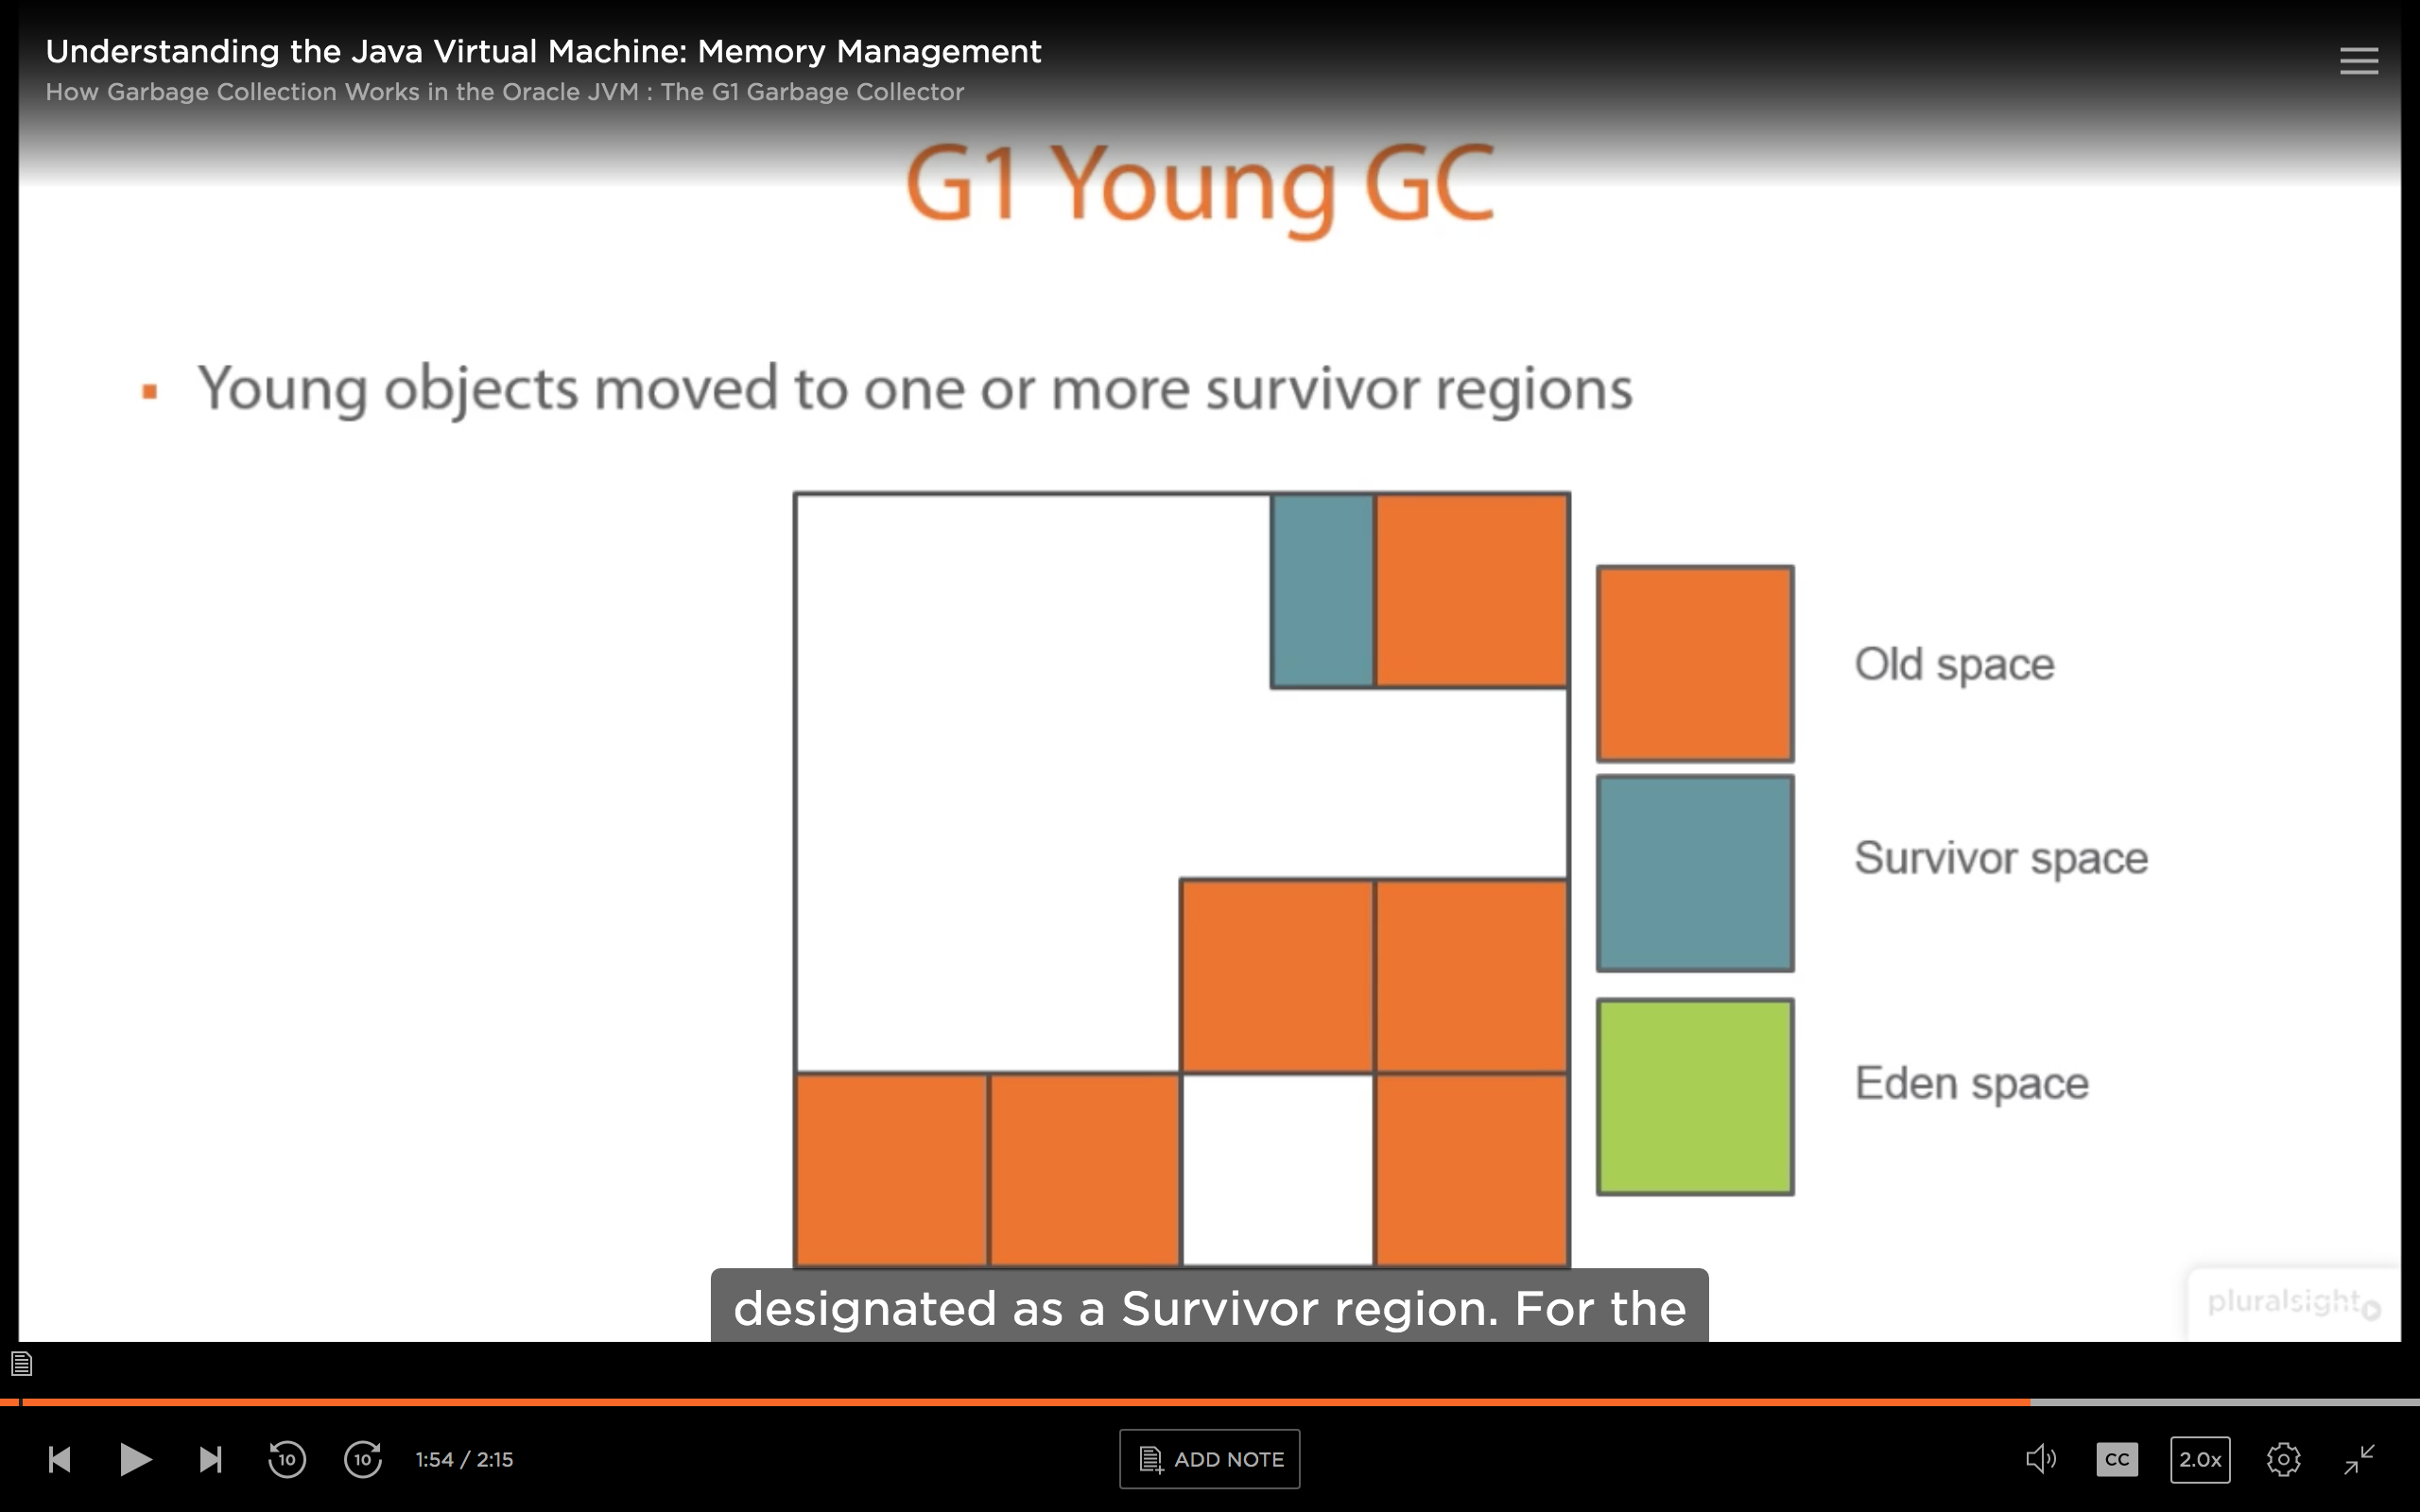 Understanding the Java Virtual Machine: Memory Management
How Garbage Collection Works in the Oracle JVM : The G1 Garbage Collector
G1 Young GC
▪ Young objects moved to one or more survivor regions
Old space
Survivor space
Eden space
designated as a Survivor region. For the
pluralsight
10
10
1:54 / 2:15
ADD NOTE
CC
2.0x